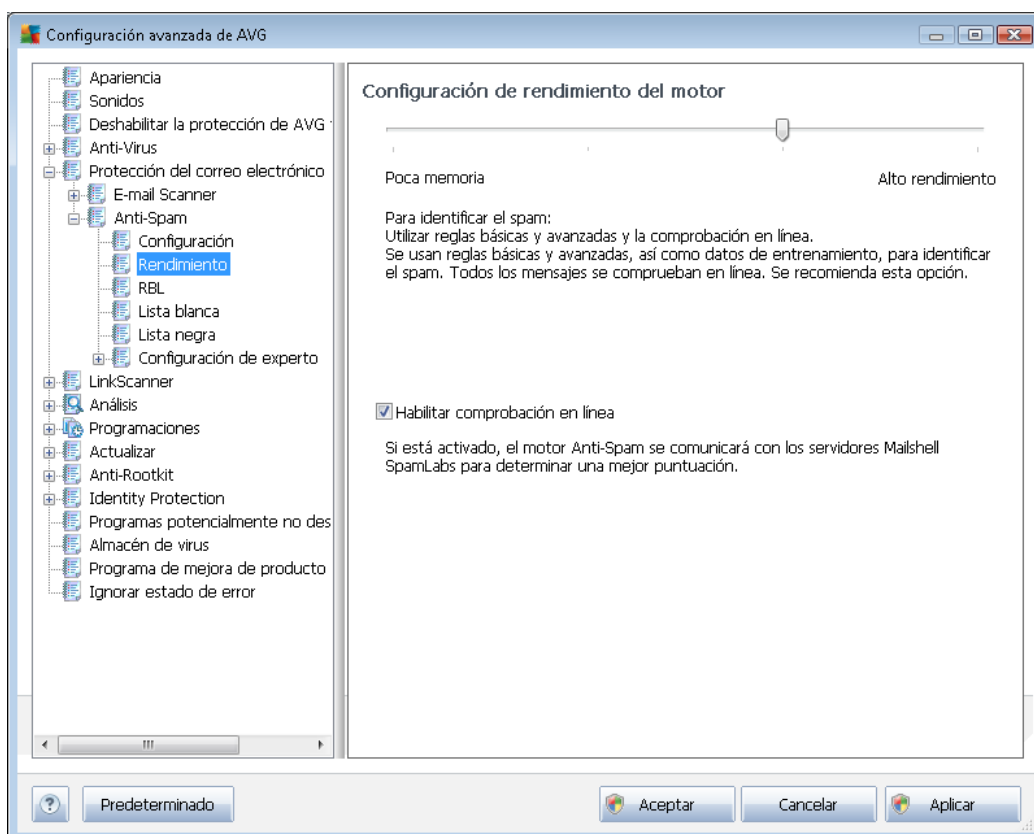 Configuración avanzada de AVG
Apariencia
Sonidos
Deshabilitar la protección de AVG
Anti-Virus
Protección del correo electrónico
E-mail Scanner
Anti-Spam
Configuración
Rendimiento
RBL
Lista blanca
Lista negra
Configuración de experto
LinkScanner
Análisis
Programaciones
Actualizar
Anti-Rootkit
Identity Protection
Programas potencialmente no des
Almacén de virus
Programa de mejora de producto
Ignorar estado de error
Configuración de rendimiento del motor
Poca memoria
Alto rendimiento
Para identificar el spam:
Utilizar reglas básicas y avanzadas y la comprobación en línea.
Se usan reglas básicas y avanzadas, así como datos de entrenamiento, para identificar
el spam. Todos los mensajes se comprueban en línea. Se recomienda esta opción.
Habilitar comprobación en línea
Si está activado, el motor Anti-Spam se comunicará con los servidores Mailshell
SpamLabs para determinar una mejor puntuación.
?
Predeterminado
Aceptar
Cancelar
Aplicar